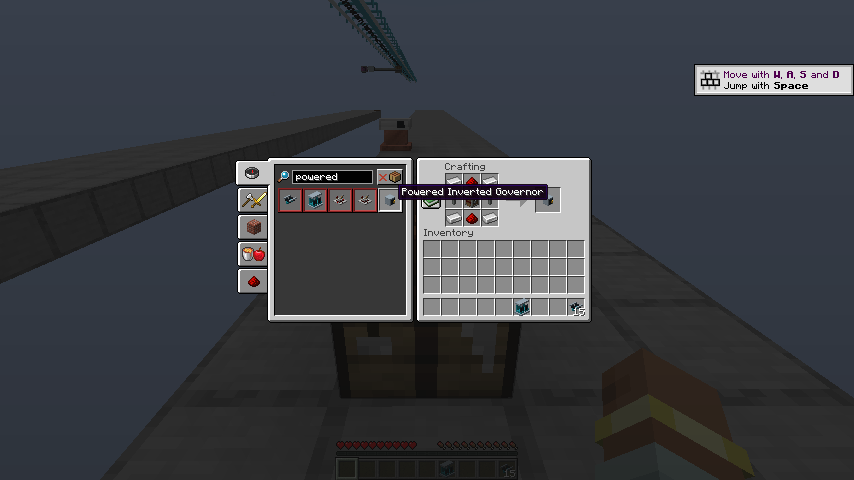 Move with W, A, S and D
Jump with Space
Crafting
powered
Powered Inverted Governor
Inventory
15
15